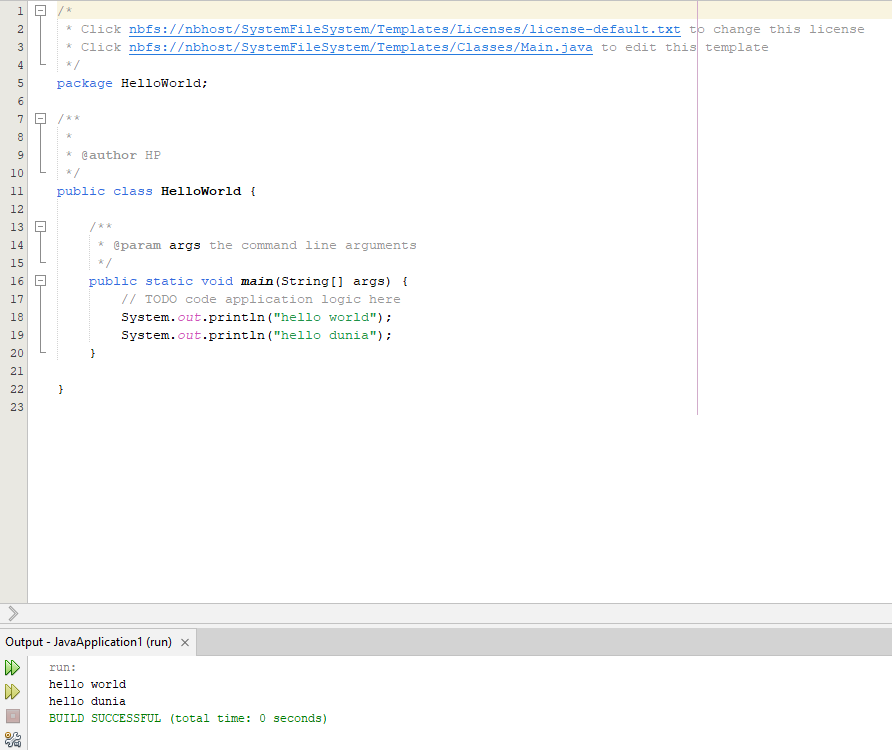 1 /*
2  * Click nbfs://nbhost/SystemFileSystem/Templates/Licenses/license-default.txt to change this license
3  * Click nbfs://nbhost/SystemFileSystem/Templates/Classes/Main.java to edit this template
4  */
5 package HelloWorld;
6
7 /**
8  *
9  * @author HP
10  */
11 public class HelloWorld {
12
13     /**
14      * @param args the command line arguments
15      */
16     public static void main(String[] args) {
17         // TODO code application logic here
18         System.out.println("hello world");
19         System.out.println("hello dunia");
20     }
21
22 }
23
Output - JavaApplication1 (run) ×
run:
hello world
hello dunia
BUILD SUCCESSFUL (total time: 0 seconds)